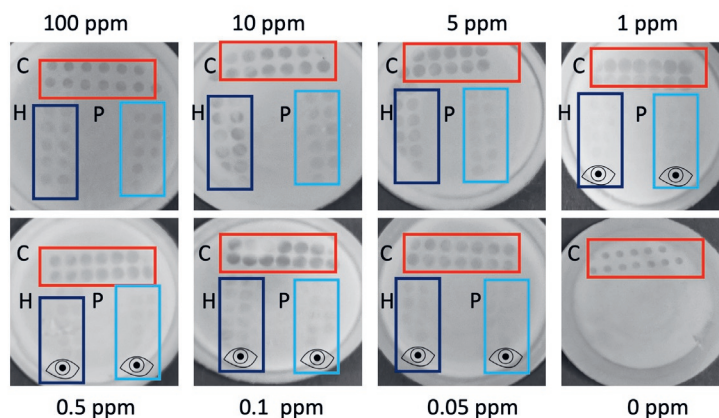 100 ppm 10 ppm 5 ppm 1 ppm
C C C C
H P H P H P H P
C C C C
H P H P H P
0.5 ppm 0.1 ppm 0.05 ppm 0 ppm